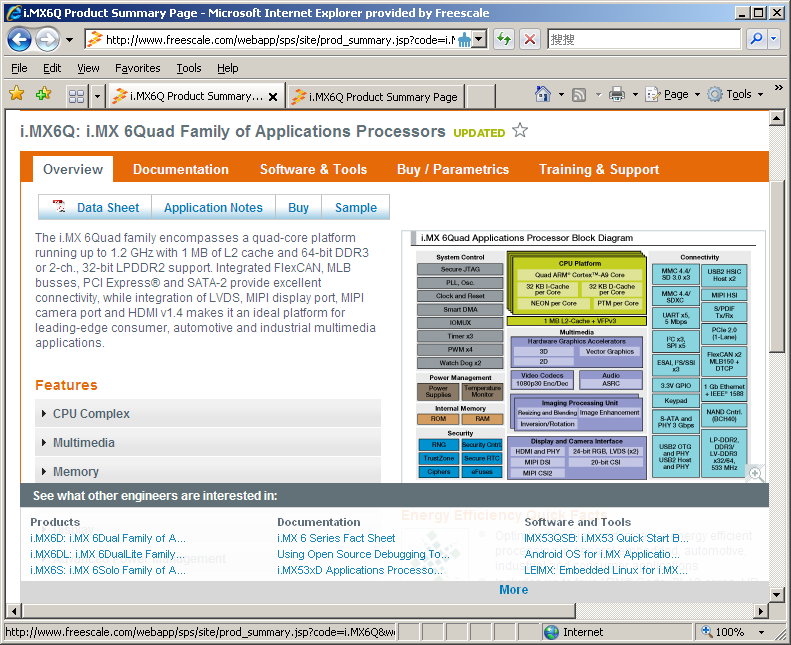 i.MX6Q Product Summary Page - Microsoft Internet Explorer provided by Freescale
http://www.freescale.com/webapp/sps/site/prod_summary.jsp?code=i.M
搜搜
File Edit View Favorites Tools Help
i.MX6Q Product Summary...
i.MX6Q Product Summary Page
Page
Tools
i.MX6Q: i.MX 6Quad Family of Applications Processors UPDATED
Overview Documentation Software & Tools Buy / Parametrics Training & Support
Data Sheet Application Notes Buy Sample
The i.MX 6Quad family encompasses a quad-core platform
running up to 1.2 GHz with 1 MB of L2 cache and 64-bit DDR3
or 2-ch., 32-bit LPDDR2 support. Integrated FlexCAN, MLB
busses, PCI Express® and SATA-2 provide excellent
connectivity, while integration of LVDS, MIPI display port, MIPI
camera port and HDMI v1.4 makes it an ideal platform for
leading-edge consumer, automotive and industrial multimedia
applications.
Features
CPU Complex
Multimedia
Memory
i.MX 6Quad Applications Processor Block Diagram
System Control
Secure JTAG
PLL, Osc.
Clock and Reset
Smart DMA
IOMUX
Timer x3
PWM x4
Watch Dog x2
Power Management
Power
Supplies
Temperature
Monitor
Internal Memory
ROM
RAM
Security
RNG
Security Cntrl.
TrustZone
Secure RTC
Ciphers
eFuses
CPU Platform
Quad ARM® Cortex™-A9 Core
32 KB I-Cache
per Core
32 KB D-Cache
per Core
NEON per Core
PTM per Core
1 MB L2-Cache + VFPv3
Multimedia
Hardware Graphics Accelerators
3D
Vector Graphics
2D
Video Codecs
1080p30 Enc/Dec
Audio
ASRC
Imaging Processing Unit
Resizing and Blending
Image Enhancement
Inversion/Rotation
Display and Camera Interface
HDMI and PHY
24-bit RGB, LVDS (x2)
MIPI DSI
20-bit CSI
MIPI CSI2
Connectivity
MMC 4.4/
SD 3.0 x3
USB2 HSIC
Host x2
MMC 4.4/
SDXC
MIPI HSI
S/PDIF
Tx/Rx
UART x5,
5 Mbps
PCIe 2.0
(1-Lane)
I²C x3,
SPI x5
FlexCAN x2
MLB150 +
DTCP
ESAI, I²S/SSI
x3
3.3V GPIO
1 Gb Ethernet
+ IEEE® 1588
Keypad
NAND Cntrl.
(BCH40)
S-ATA and
PHY 3 Gbps
USB2 OTG
and PHY
USB2 Host
and PHY
LP-DDR2,
DDR3/
LV-DDR3
x32/64,
533 MHz
See what other engineers are interested in:
Energy Efficiency Quick Facts
Products
i.MX6D: i.MX 6Dual Family of A...
i.MX6DL: i.MX 6DualLite Family...
i.MX6S: i.MX 6Solo Family of A...
Documentation
i.MX 6 Series Fact Sheet
Using Open Source Debugging To...
i.MX53xD Applications Processo...
Software and Tools
IMX53QSB: i.MX53 Quick Start B...
Android OS for i.MX Applicatio...
LEIMX: Embedded Linux for i.MX...
More
http://www.freescale.com/webapp/sps/site/prod_summary.jsp?code=i.MX6Q&w
Internet
100%